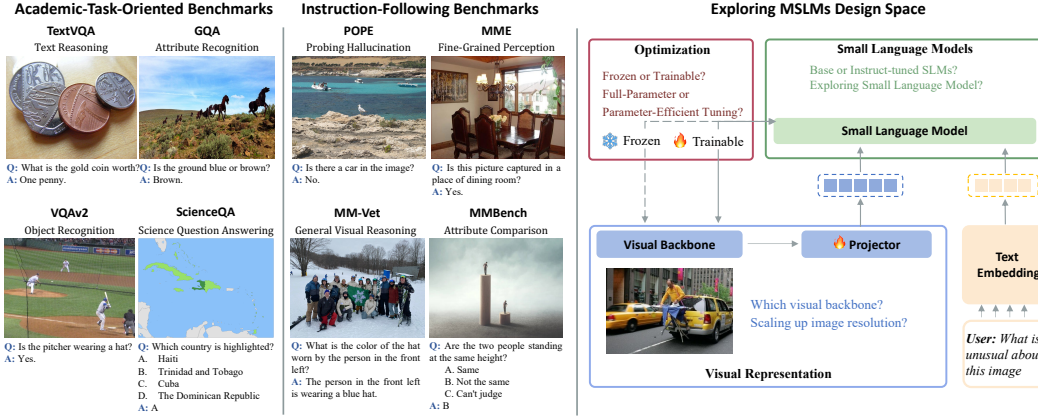 Academic-Task-Oriented Benchmarks
TextVQA
Text Reasoning
Q: What is the gold coin worth?
A: One penny.
GQA
Attribute Recognition
Q: Is the ground blue or brown?
A: Brown.
VQAv2
Object Recognition
Q: Is the pitcher wearing a hat?
A: Yes.
ScienceQA
Science Question Answering
Q: Which country is highlighted?
A. Haiti
B. Trinidad and Tobago
C. Cuba
D. The Dominican Republic
A: A
Instruction-Following Benchmarks
POPE
Probing Hallucination
Q: Is there a car in the image?
A: No.
MME
Fine-Grained Perception
Q: Is this picture captured in a
place of dining room?
A: Yes.
MM-Vet
General Visual Reasoning
Q: What is the color of the hat
worn by the person in the front
left?
A: The person in the front left
is wearing a blue hat.
MMBench
Attribute Comparison
Q: Are the two people standing
at the same height?
A. Same
B. Not the same
C. Can't judge
A: B
Exploring MSLMs Design Space
Optimization
Frozen or Trainable?
Full-Parameter or
Parameter-Efficient Tuning?
Frozen
Trainable
Small Language Models
Base or Instruct-tuned SLMs?
Exploring Small Language Model?
Small Language Model
Visual Backbone
Projector
Which visual backbone?
Scaling up image resolution?
Visual Representation
Text
Embedding
User: What is
unusual abou
this image